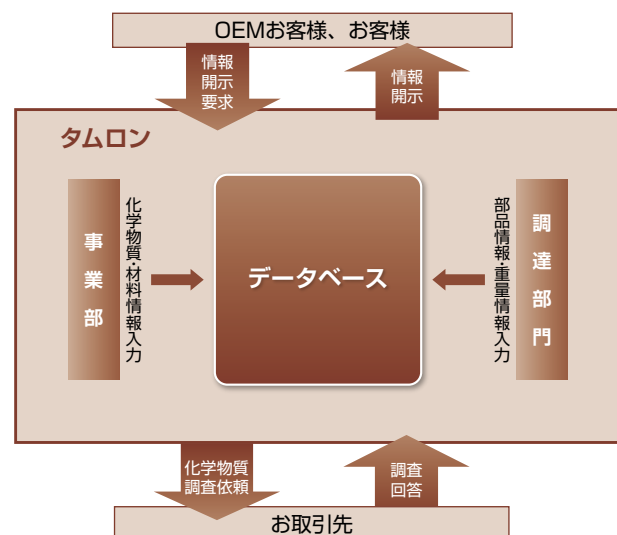 OEMお客様、お客様
情報
開示
要求
情報
開示
タムロン
事業部
化学物質・材料情報入力
データベース
部品情報・重量情報入力
調達部門
化学物質
調査依頼
調査
回答
お取引先